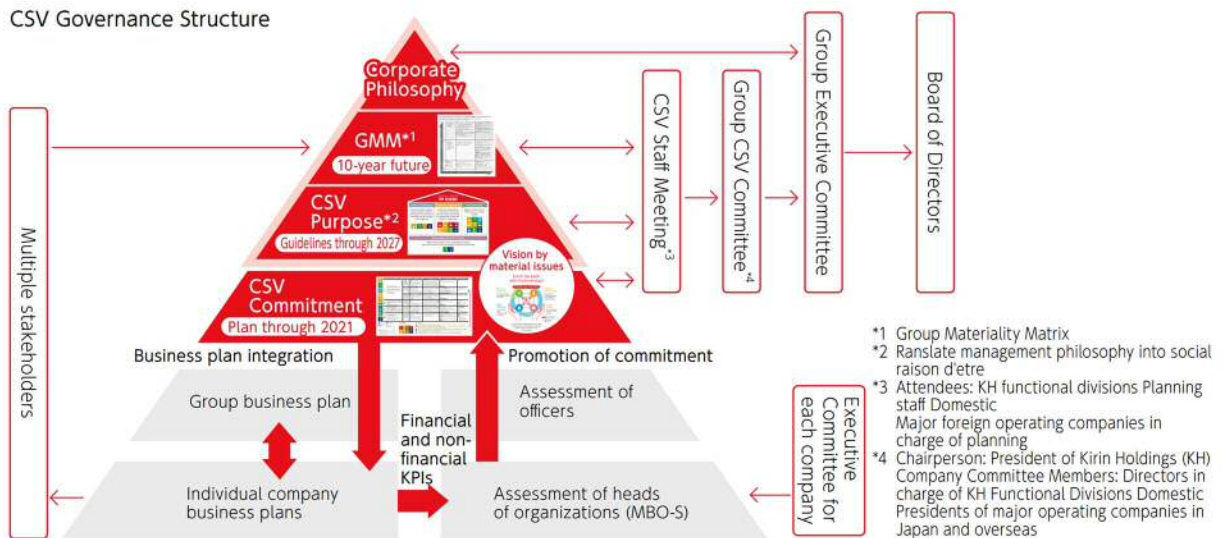 CSV Governance Structure
Multiple stakeholders
Corporate
Philosophy
GMM*1
10-year future
CSV
Purpose*2
Guidelines through 2027
CSV
Commitment
Plan through 2021
Vision by
material issues
CSV Staff Meeting*3
Group CSV Committee*4
Group Executive Committee
Board of Directors
Business plan integration
Promotion of commitment
Group business plan
Assessment of
officers
Financial
and non-
financial
KPIs
Individual company
business plans
Assessment of heads
of organizations (MBO-S)
Executive
Committee for
each company
*1 Group Materiality Matrix
*2 Ranslate management philosophy into social
raison d'etre
*3 Attendees: KH functional divisions Planning
staff Domestic
Major foreign operating companies in
charge of planning
*4 Chairperson: President of Kirin Holdings (KH)
Company Committee Members: Directors in
charge of KH Functional Divisions Domestic
Presidents of major operating companies in
Japan and overseas